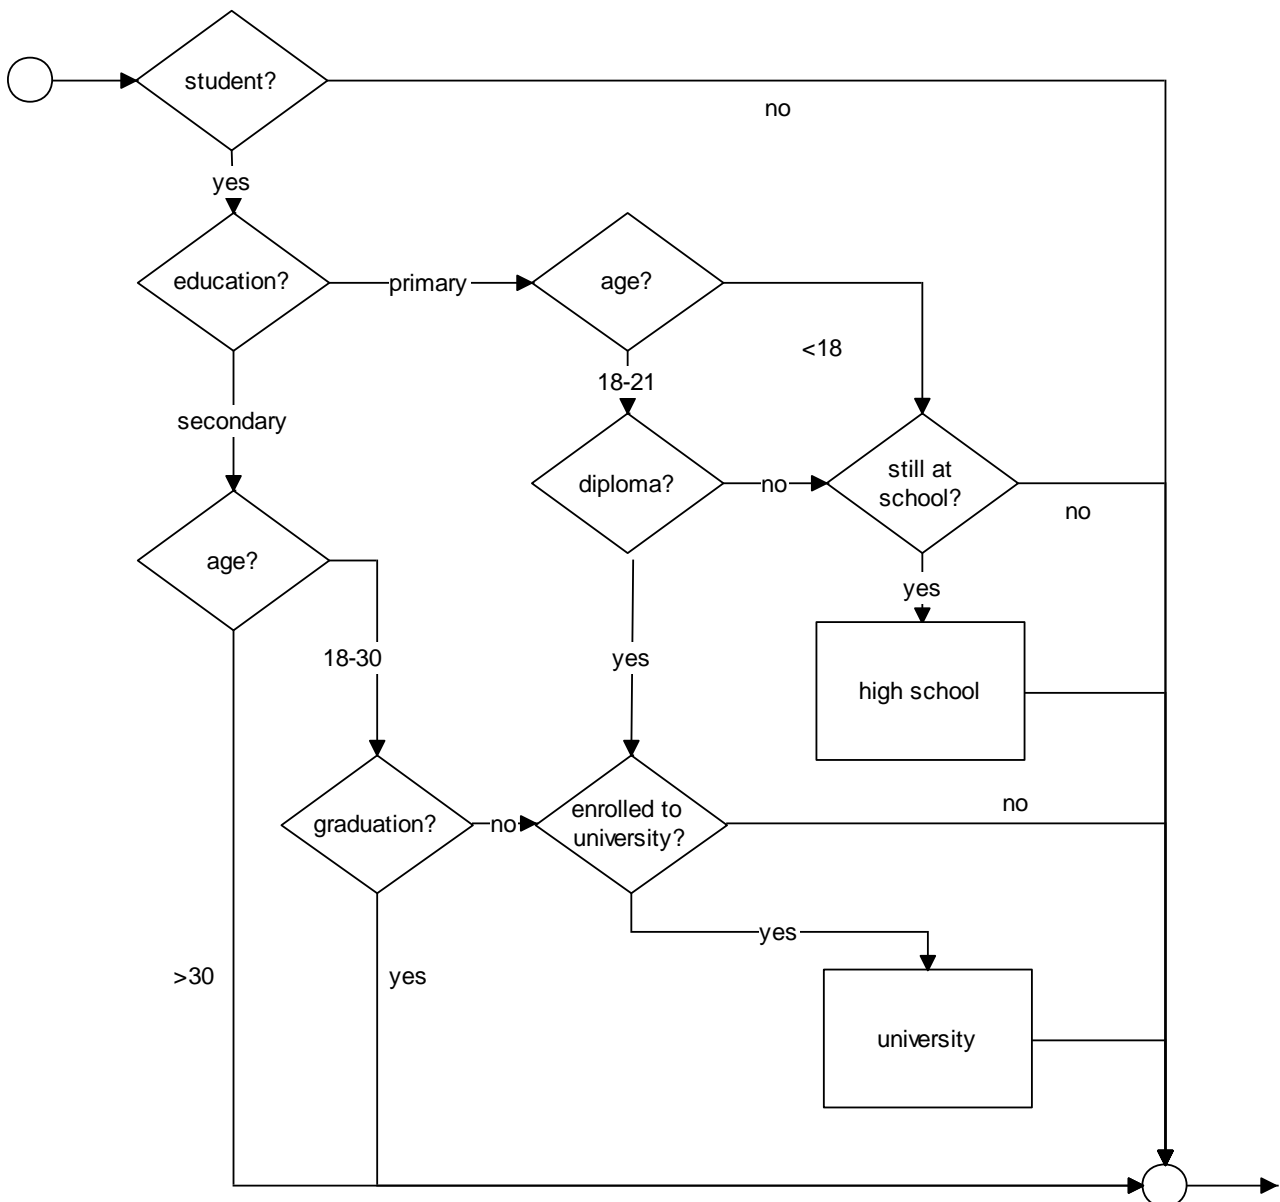 student?
no
yes
education?
primary
age?
<18
18-21
secondary
diploma?
no
still at
school?
no
age?
yes
18-30
yes
high school
graduation?
no
enrolled to
university?
no
yes
>30
yes
university